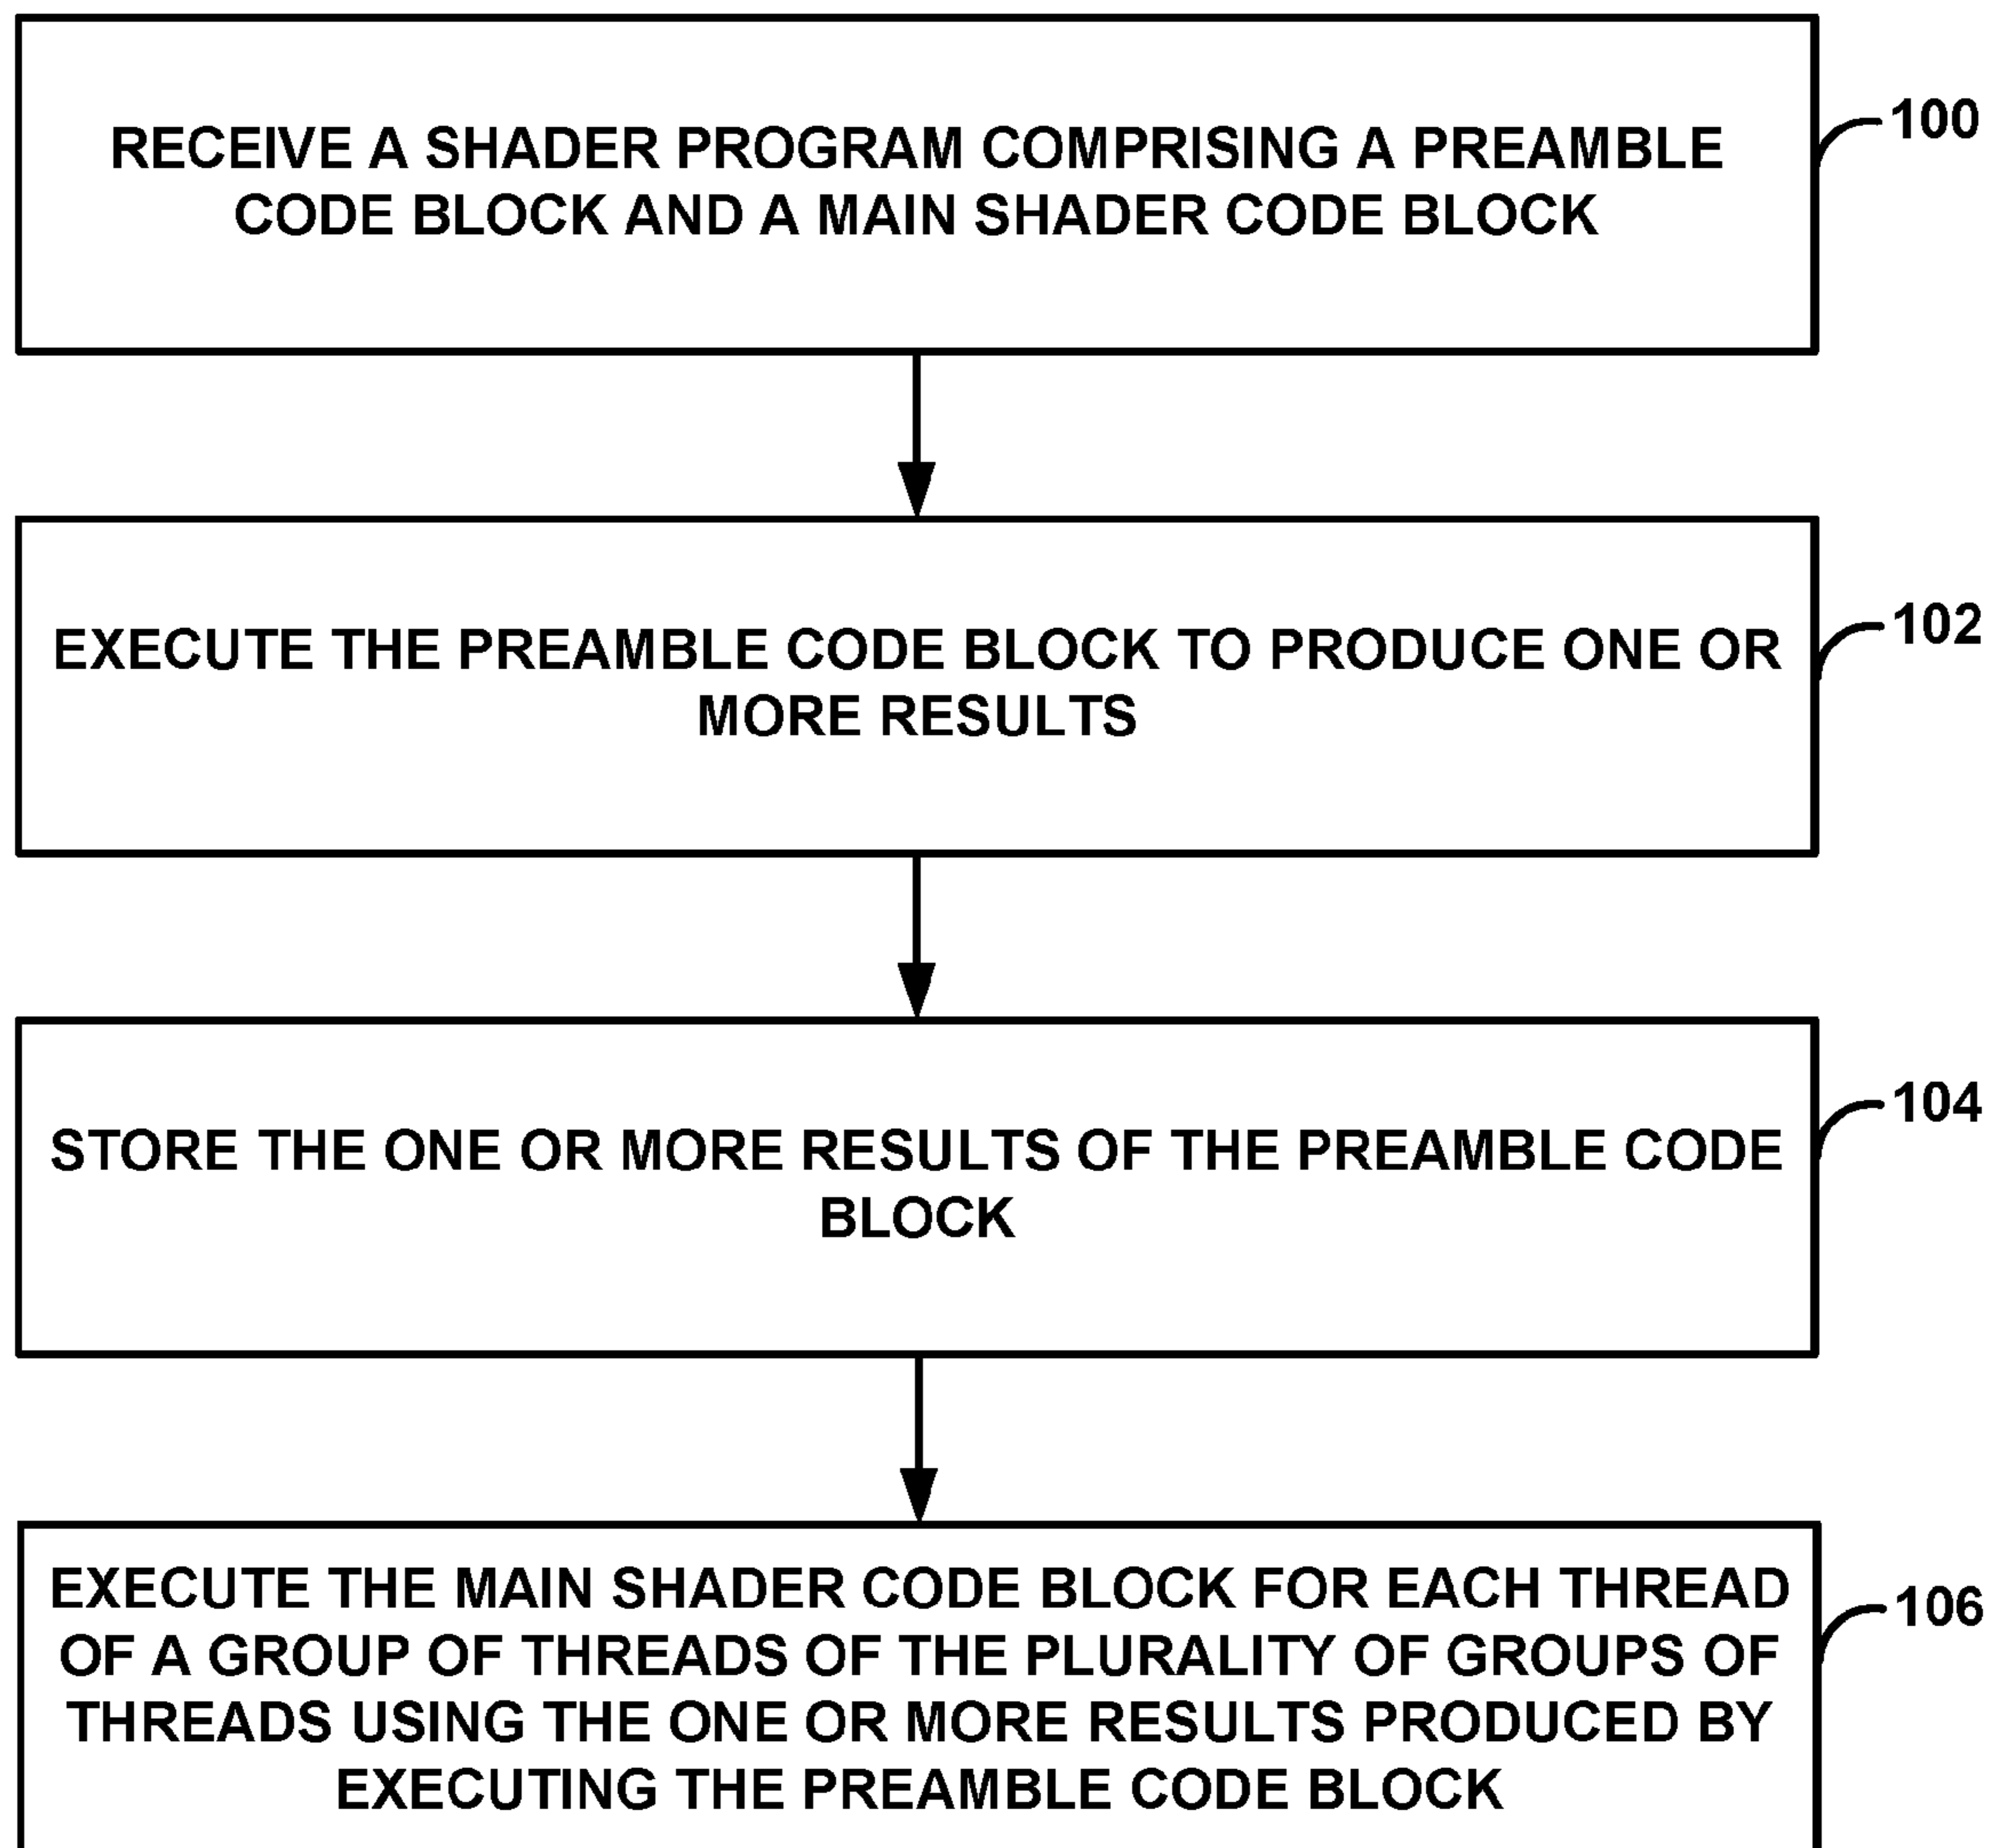 RECEIVE A SHADER PROGRAM COMPRISING A PREAMBLE
CODE BLOCK AND A MAIN SHADER CODE BLOCK
100
EXECUTE THE PREAMBLE CODE BLOCK TO PRODUCE ONE OR
MORE RESULTS
102
STORE THE ONE OR MORE RESULTS OF THE PREAMBLE CODE
BLOCK
104
EXECUTE THE MAIN SHADER CODE BLOCK FOR EACH THREAD
OF A GROUP OF THREADS OF THE PLURALITY OF GROUPS OF
THREADS USING THE ONE OR MORE RESULTS PRODUCED BY
EXECUTING THE PREAMBLE CODE BLOCK
106